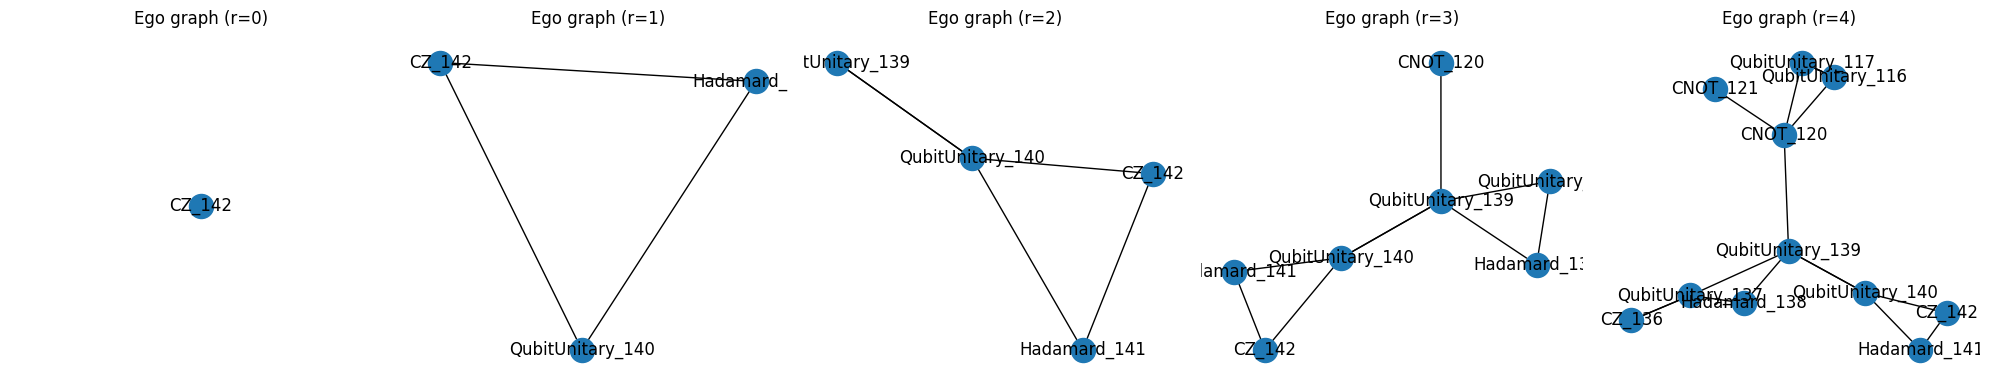 Ego graph (r=0)
CZ_142
Ego graph (r=1)
CZ_142
Hadamard_
QubitUnitary_140
Ego graph (r=2)
tUnitary_139
QubitUnitary_140
CZ_142
Hadamard_141
Ego graph (r=3)
CNOT_120
QubitUnitary_
QubitUnitary_139
QubitUnitary_140
Hadamard_13
damard_141
CZ_142
Ego graph (r=4)
QubitUnitary_117
QubitUnitary_116
CNOT_121
CNOT_120
QubitUnitary_139
QubitUnitary_137
Hadamard_138
QubitUnitary_140
CZ_136
CZ_142
Hadamard_141